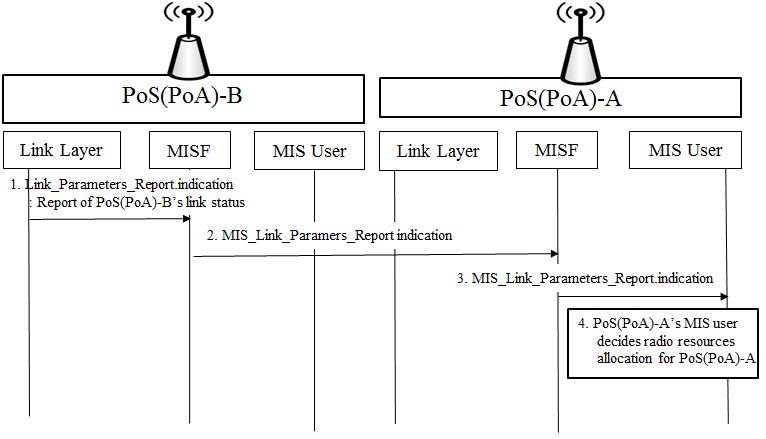 PoS(PoA)-B
PoS(PoA)-A
Link Layer
MISF
MIS User
Link Layer
MISF
MIS User
1. Link_Parameters_Report.indication
: Report of PoS(PoA)-B’s link status
2. MIS_Link_Paramers_Report indication
3. MIS_Link_Parameters_Report.indication
4. PoS(PoA)-A’s MIS user
decides radio resources
allocation for PoS(PoA)-A